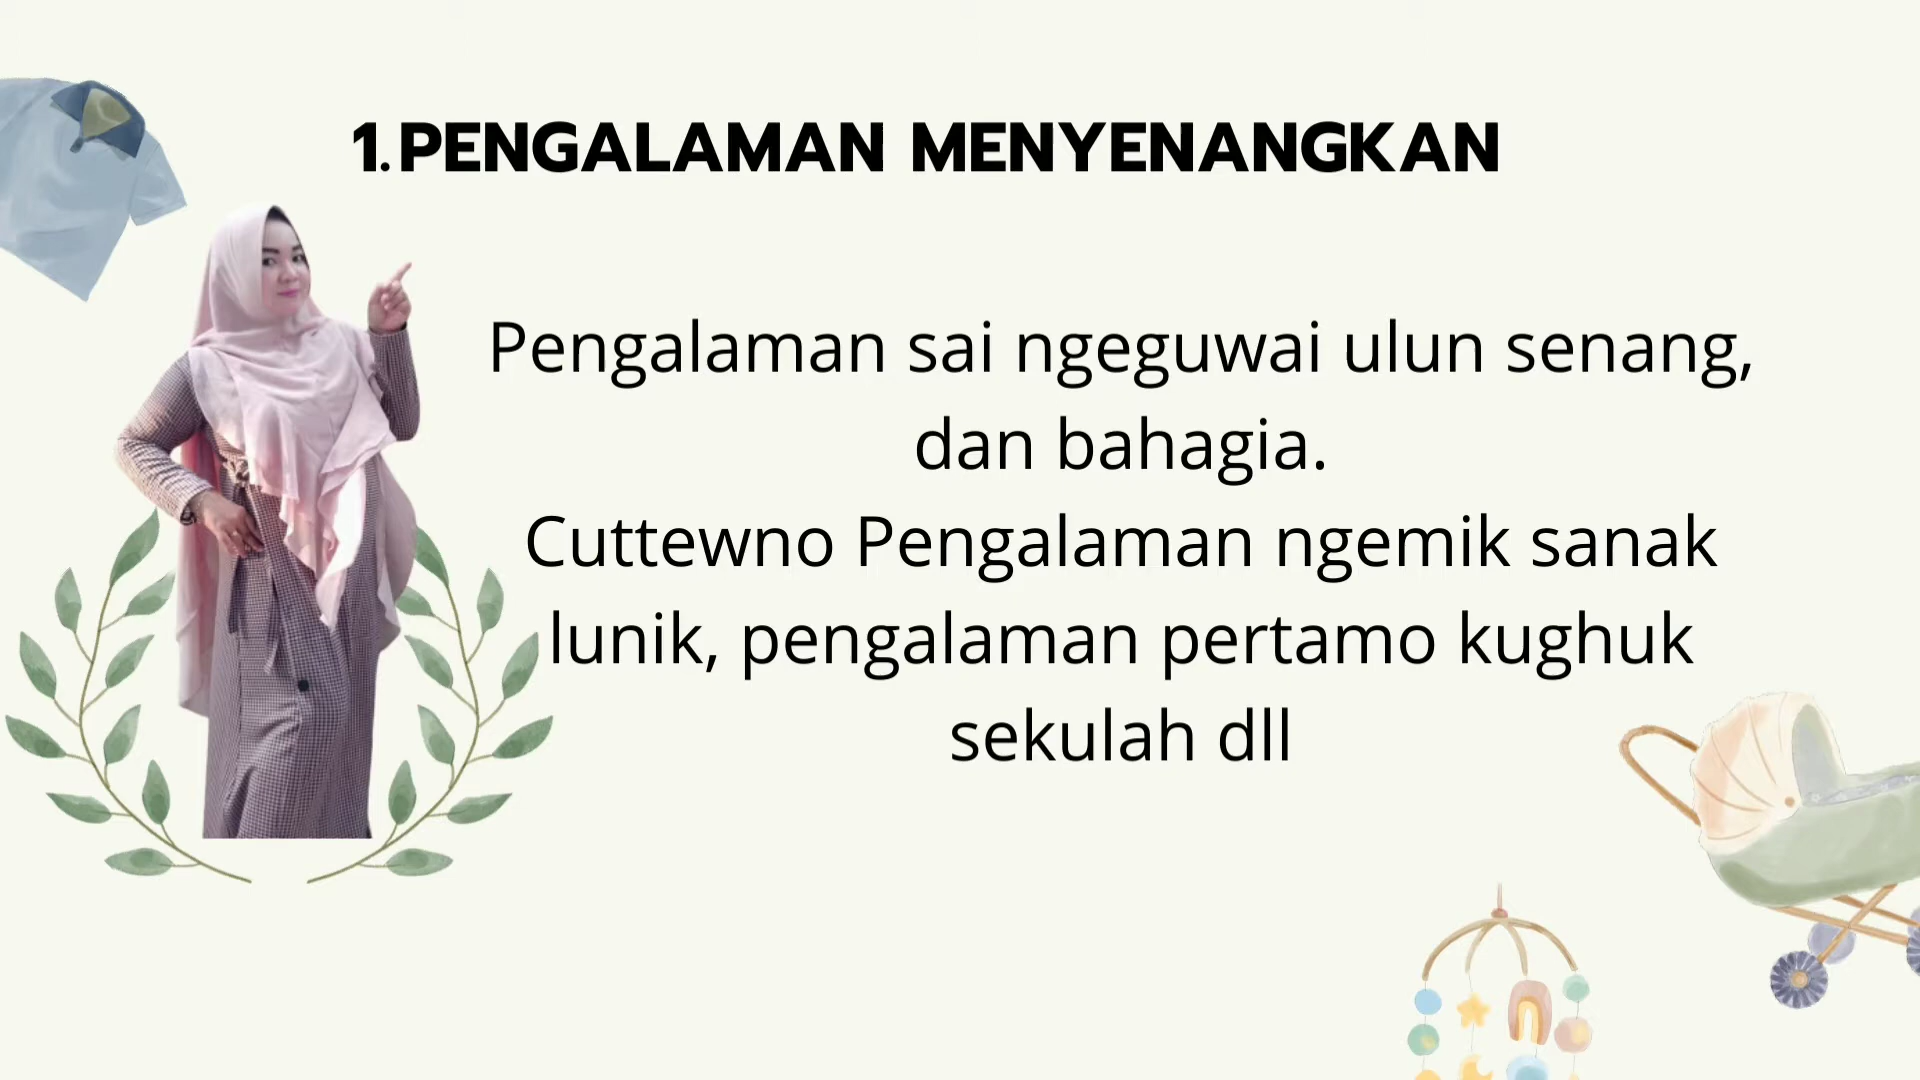 1.PENGALAMAN MENYENANGKAN
Pengalaman sai ngeguwai ulun senang,
dan bahagia.
Cuttewno Pengalaman ngemik sanak
lunik, pengalaman pertamo kughuk
sekulah dll